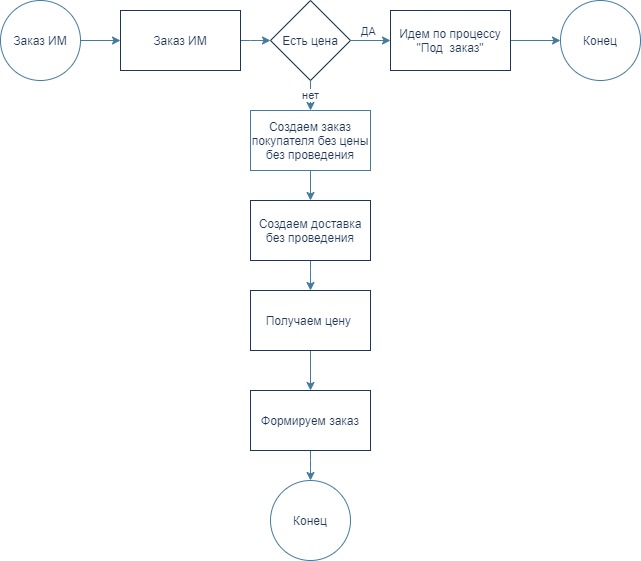 Заказ ИМ
Заказ ИМ
Есть цена
ДА
Идем по процессу
"Под заказ"
Конец
нет
Создаем заказ
покупателя без цены
без проведения
Создаем доставка
без проведения
Получаем цену
Формируем заказ
Конец